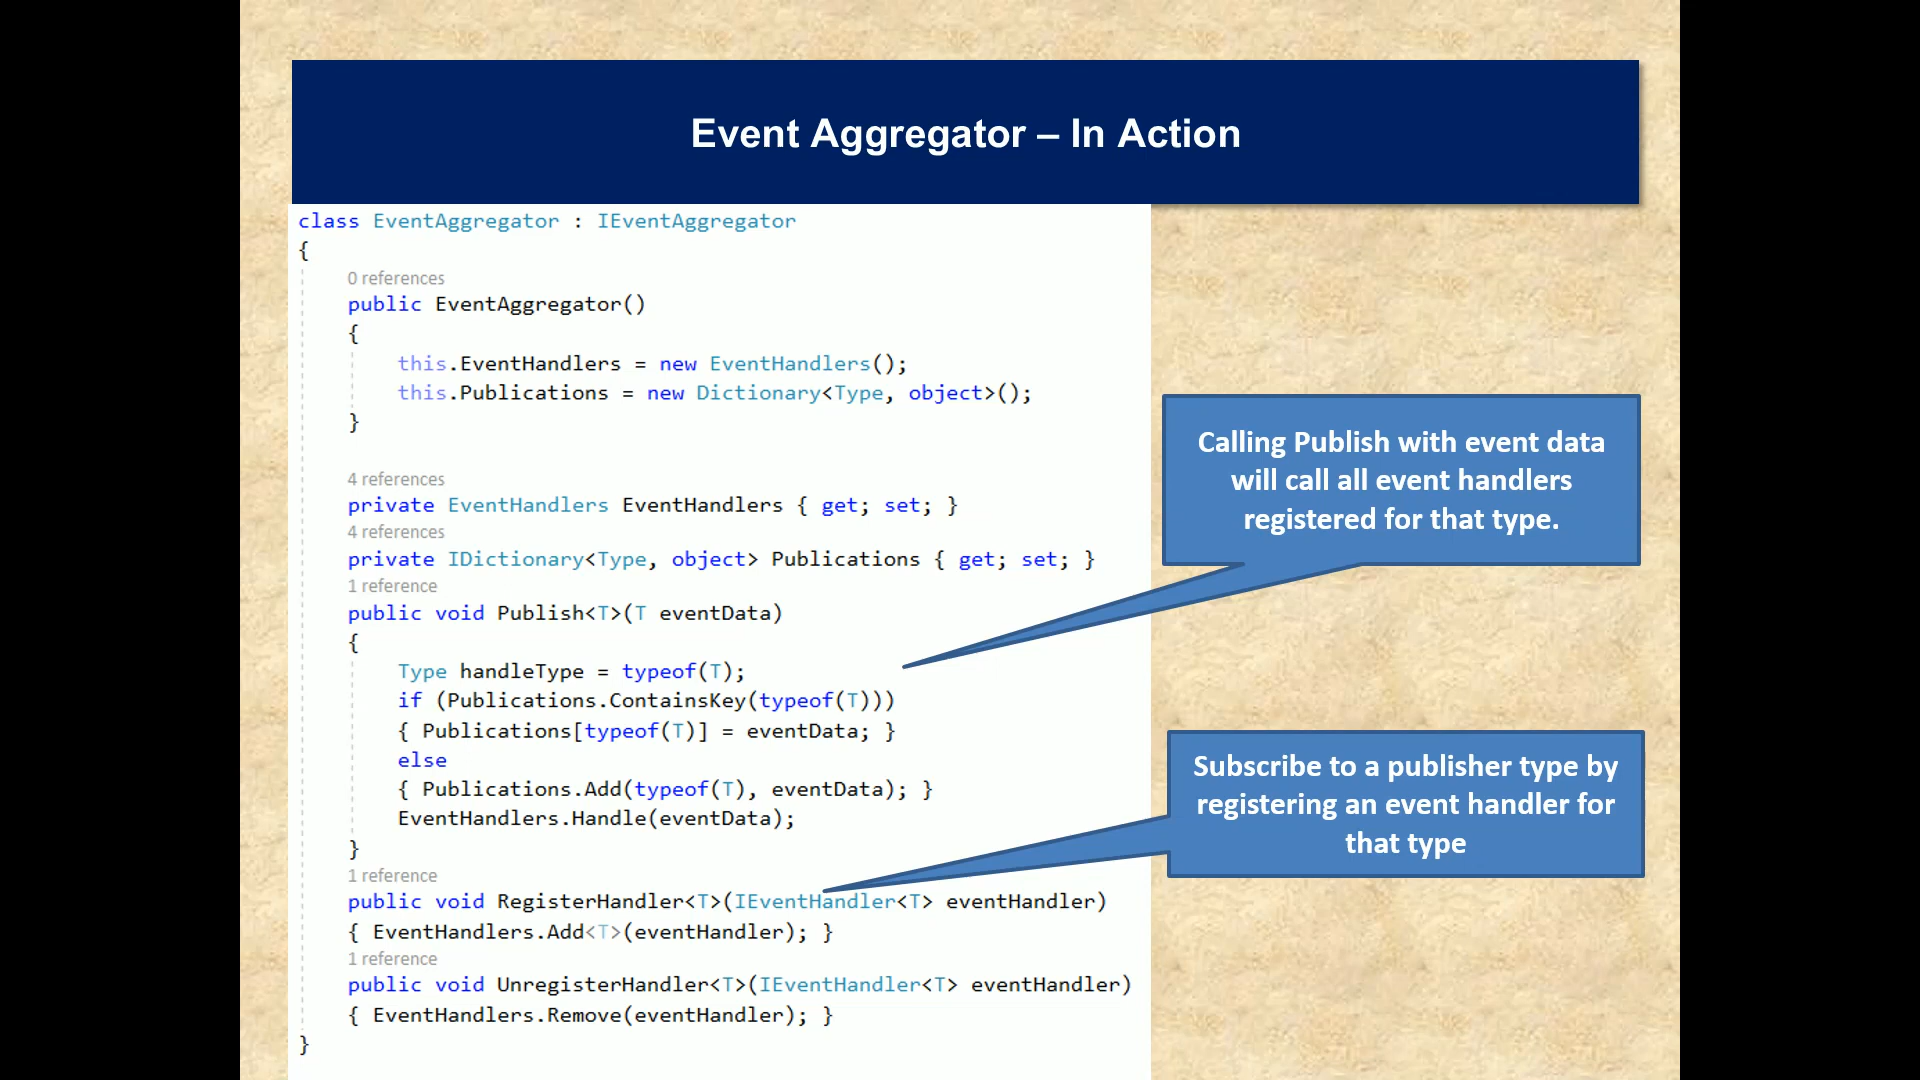 Event Aggregator – In Action
class EventAggregator : IEventAggregator
{
0 references
public EventAggregator()
{
this.EventHandlers = new EventHandlers();
this.Publications = new Dictionary<Type, object>();
}
4 references
private EventHandlers EventHandlers { get; set; }
4 references
private IDictionary<Type, object> Publications { get; set; }
1 reference
public void Publish<T>(T eventData)
{
Type handleType = typeof(T);
if (Publications.ContainsKey(typeof(T)))
{ Publications[typeof(T)] = eventData; }
else
{ Publications.Add(typeof(T), eventData); }
EventHandlers.Handle(eventData);
}
1 reference
public void RegisterHandler<T>(IEventHandler<T> eventHandler)
{ EventHandlers.Add<T>(eventHandler); }
1 reference
public void UnregisterHandler<T>(IEventHandler<T> eventHandler)
{ EventHandlers.Remove(eventHandler); }
}
Calling Publish with event data
will call all event handlers
registered for that type.
Subscribe to a publisher type by
registering an event handler for
that type